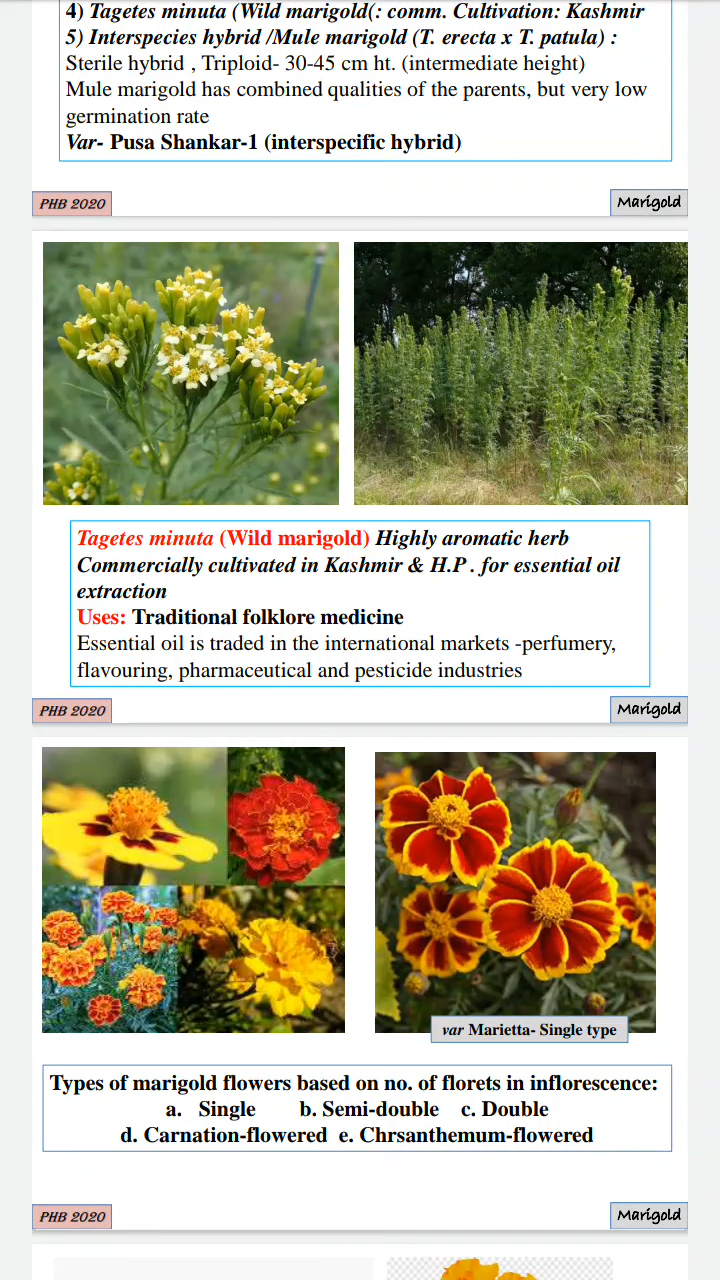 4) Tagetes minuta (Wild marigold(: comm. Cultivation: Kashmir
5) Interspecies hybrid /Mule marigold (T. erecta x T. patula) :
Sterile hybrid , Triploid- 30-45 cm ht. (intermediate height)
Mule marigold has combined qualities of the parents, but very low
germination rate
Var- Pusa Shankar-1 (interspecific hybrid)
PHB 2020
Marigold
Tagetes minuta (Wild marigold) Highly aromatic herb
Commercially cultivated in Kashmir & H.P . for essential oil
extraction
Uses: Traditional folklore medicine
Essential oil is traded in the international markets -perfumery,
flavouring, pharmaceutical and pesticide industries
PHB 2020
Marigold
var Marietta- Single type
Types of marigold flowers based on no. of florets in inflorescence:
a. Single b. Semi-double c. Double
d. Carnation-flowered e. Chrsanthemum-flowered
PHB 2020
Marigold